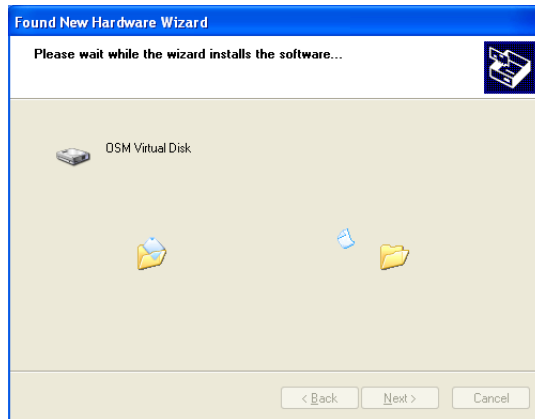 Found New Hardware Wizard
Please wait while the wizard installs the software...
OSM Virtual Disk
< Back
Next >
Cancel